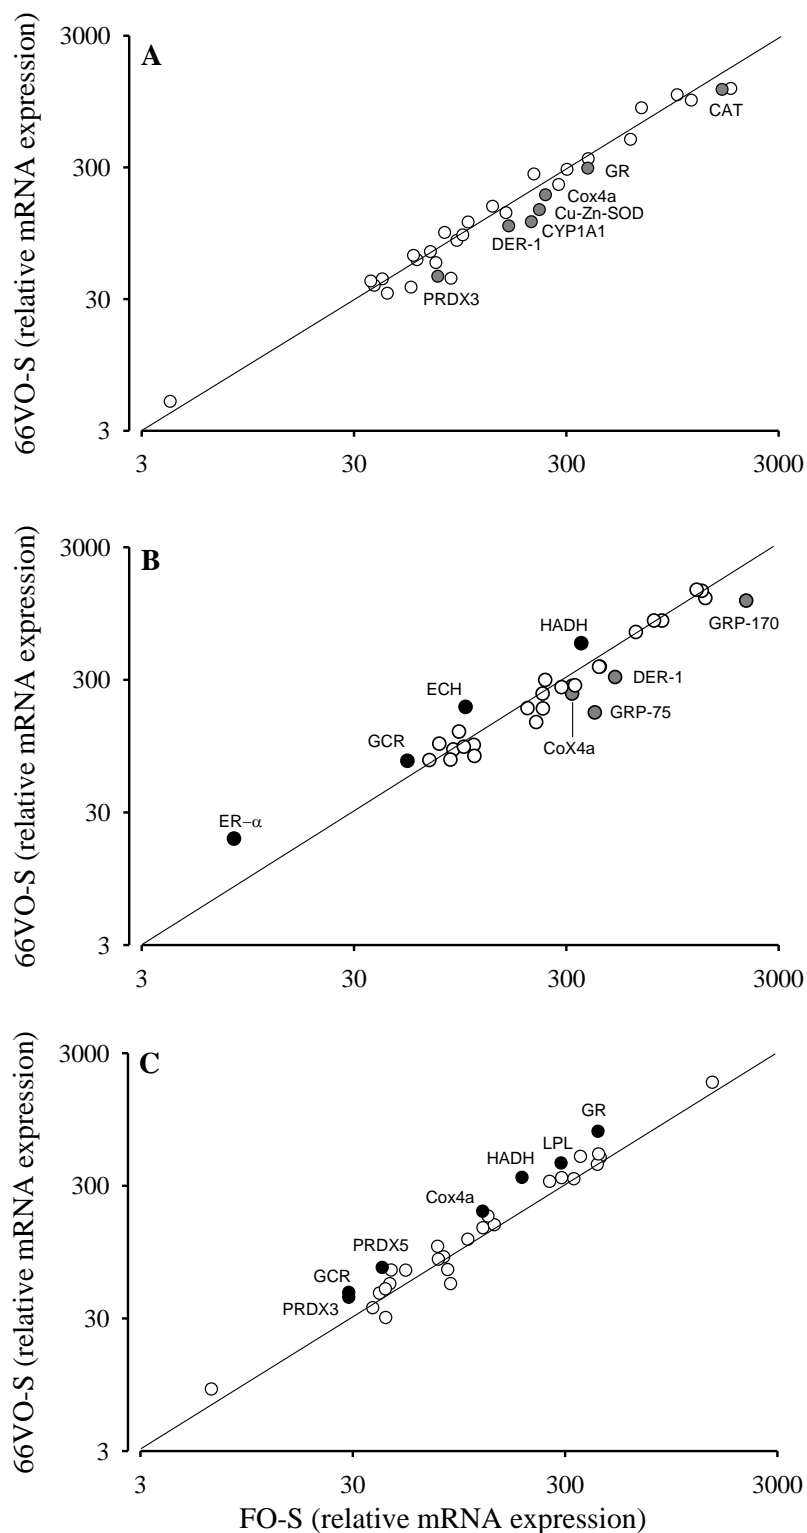 3000
A
CAT
300
GR
Cox4a
Cu-Zn-SOD
CYP1A1
DER-1
PRDX3
30
3
3 30 300 3000
66VO-S (relative mRNA expression)
3000
B
HADH
GRP-170
300
DER-1
ECH
GRP-75
GCR
CoX4a
30
ER−α
3
3 30 300 3000
66VO-S (relative mRNA expression)
3000
C
GR
LPL
HADH
300
Cox4a
PRDX5
GCR
PRDX3
30
3
3 30 300 3000
66VO-S (relative mRNA expression)
FO-S (relative mRNA expression)